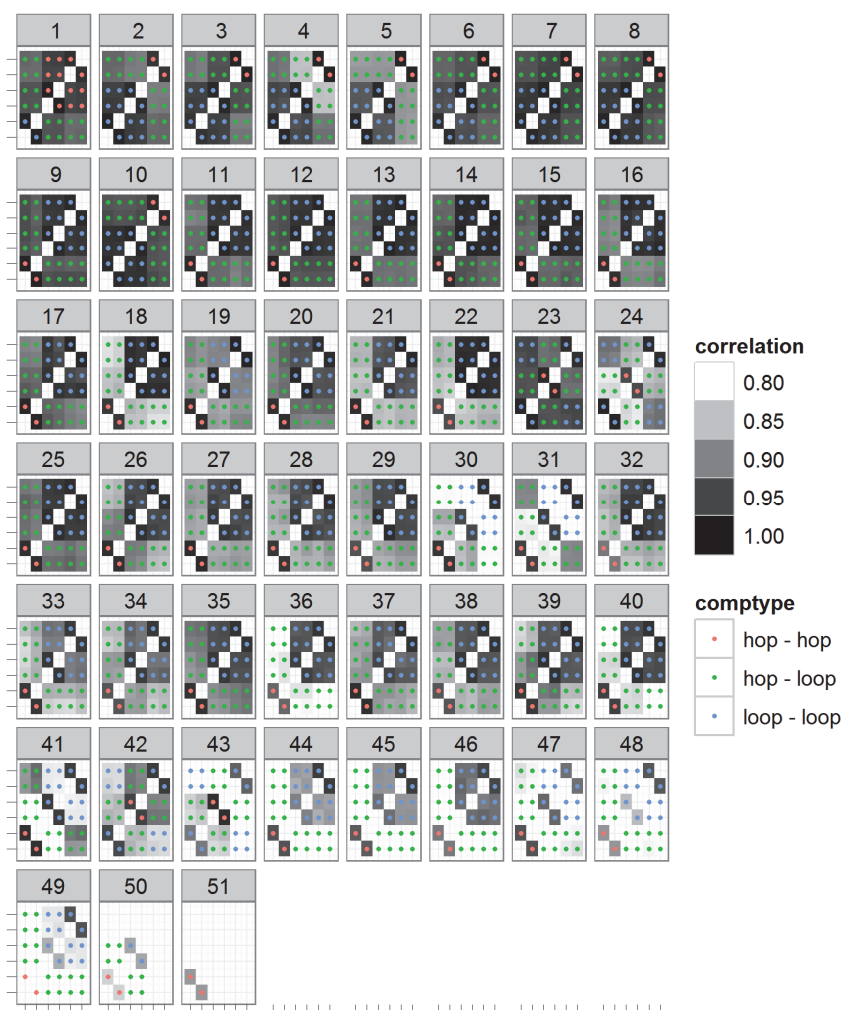 1 2 3 4 5 6 7 8
9 10 11 12 13 14 15 16
17 18 19 20 21 22 23 24
correlation
0.80
0.85
0.90
0.95
1.00
25 26 27 28 29 30 31 32
33 34 35 36 37 38 39 40
comptype
hop - hop
hop - loop
loop - loop
41 42 43 44 45 46 47 48
49 50 51